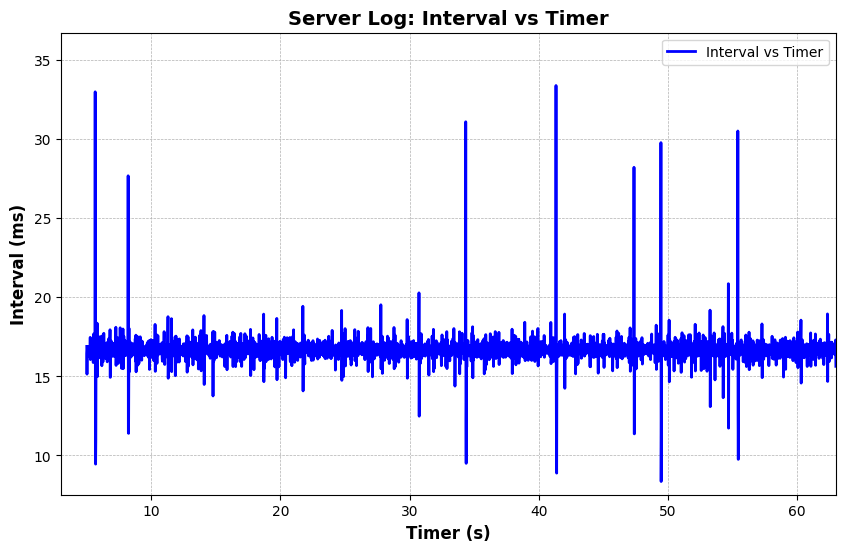 Server Log: Interval vs Timer
Interval vs Timer
35
30
25
20
15
10
Interval (ms)
10 20 30 40 50 60
Timer (s)